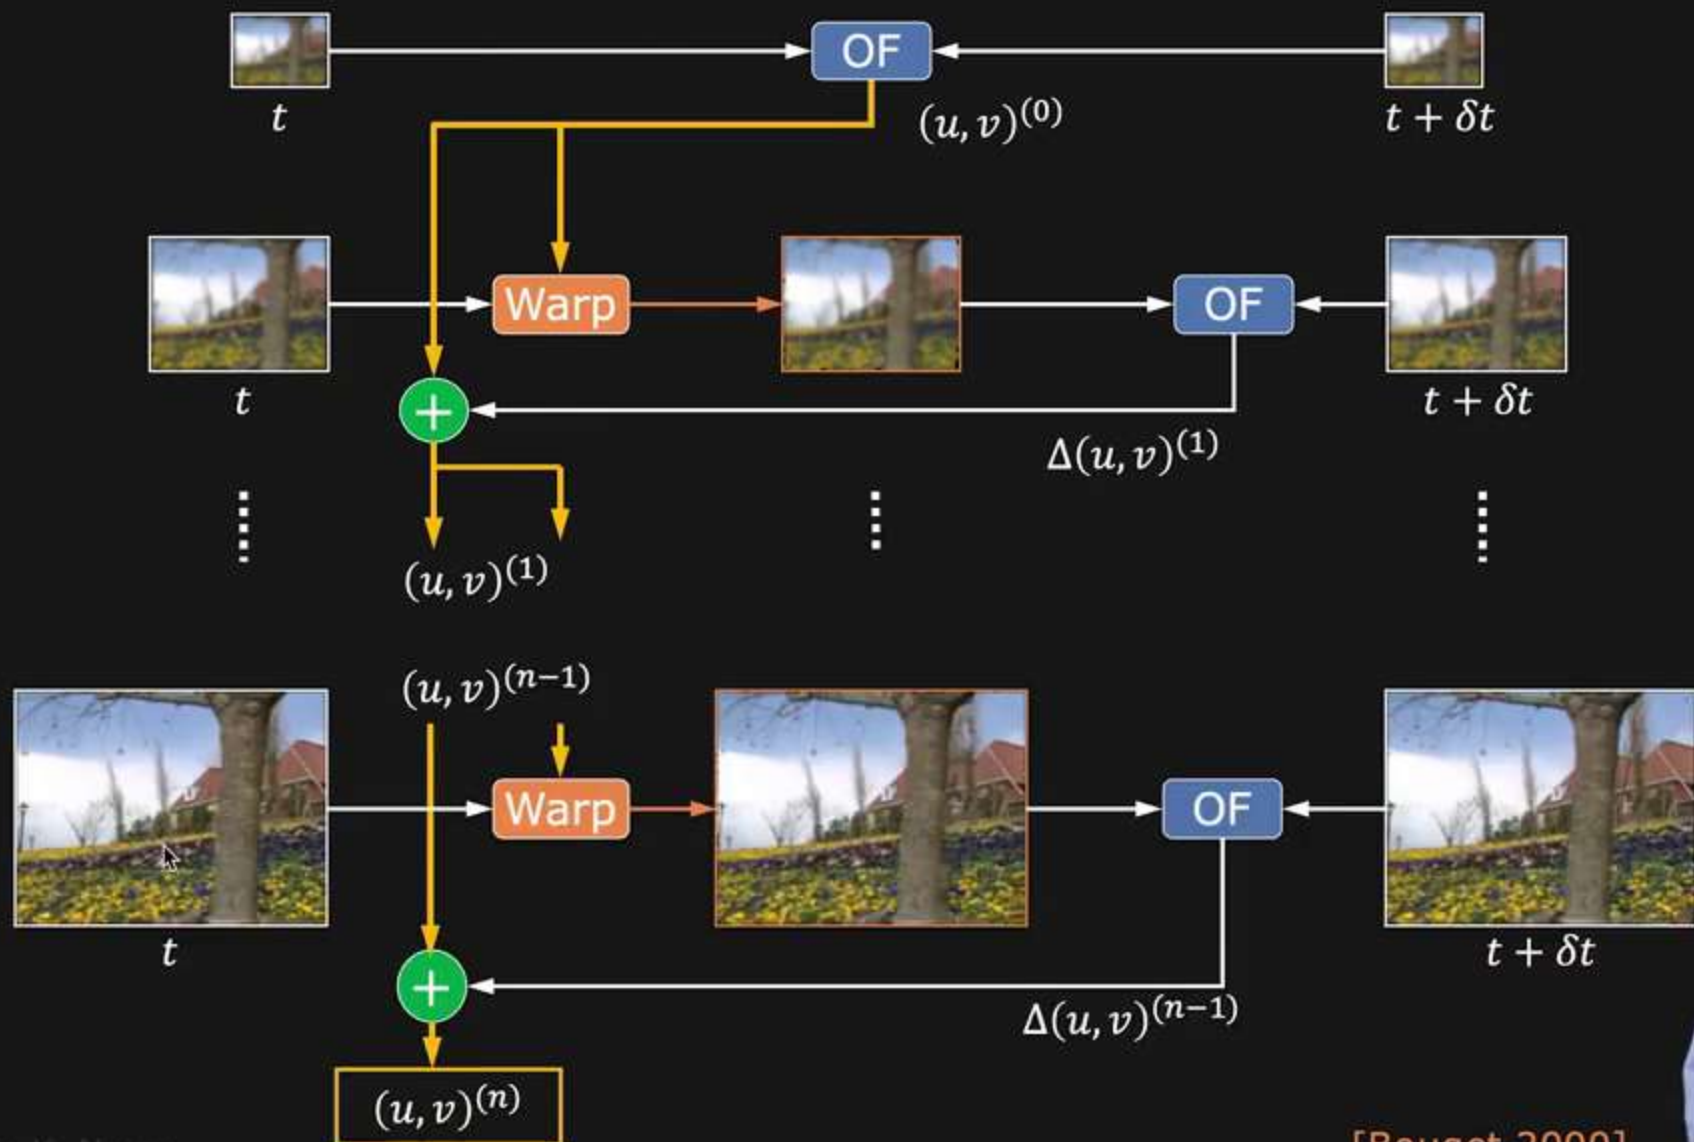 OF
t
(u, v)^(0)
t + δt
Warp
OF
t
+
t + δt
Δ(u, v)^(1)
(u, v)^(1)
(u, v)^(n−1)
Warp
OF
t
t + δt
+
Δ(u, v)^(n−1)
(u, v)^(n)